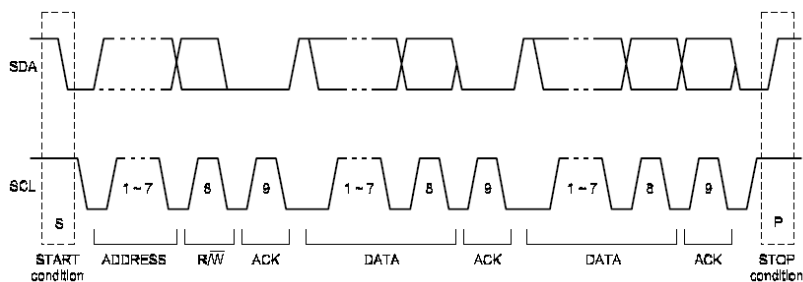 SDA
SCL
1 ~ 7 8 9 1 ~ 7 8 9 1 ~ 7 8 9
S P
START condition ADDRESS R/W̅ ACK DATA ACK DATA ACK STOP condition